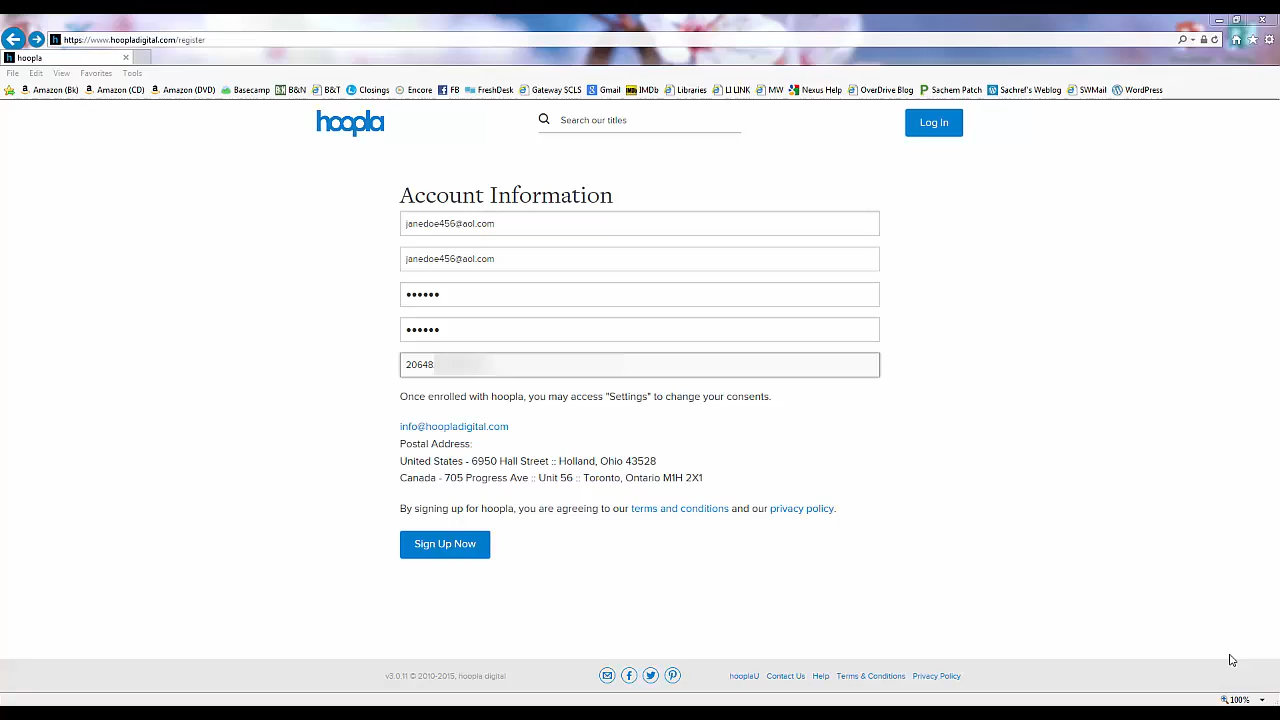 https://www.hoopladigital.com/register
hoopla
File Edit View Favorites Tools
Amazon (Bk) Amazon (CD) Amazon (DVD) Basecamp B&N B&T Closings Encore FB FreshDesk Gateway SCLS Gmail IMDb Libraries LI LINK MW Nexus Help OverDrive Blog Sachem Patch Sachrel's Weblog SWMail WordPress
hoopla Search our titles Log In
Account Information
janedoe456@aol.com
janedoe456@aol.com
••••••
••••••
20648
Once enrolled with hoopla, you may access "Settings" to change your consents.
info@hoopladigital.com
Postal Address:
United States - 6950 Hall Street :: Holland, Ohio 43528
Canada - 705 Progress Ave :: Unit 56 :: Toronto, Ontario M1H 2X1
By signing up for hoopla, you are agreeing to our terms and conditions and our privacy policy.
Sign Up Now
v3.0.11 © 2010-2015, hoopla digital hooplaU Contact Us Help Terms & Conditions Privacy Policy
100%